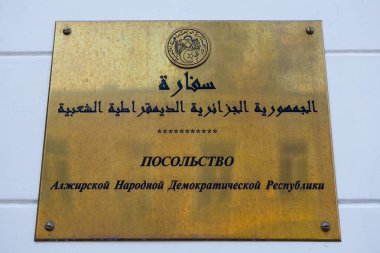 سفارة
الجمهورية الجزائرية الديمقراطية الشعبية
***********
ПОСОЛЬСТВО
Алжирской Народной Демократической Республики